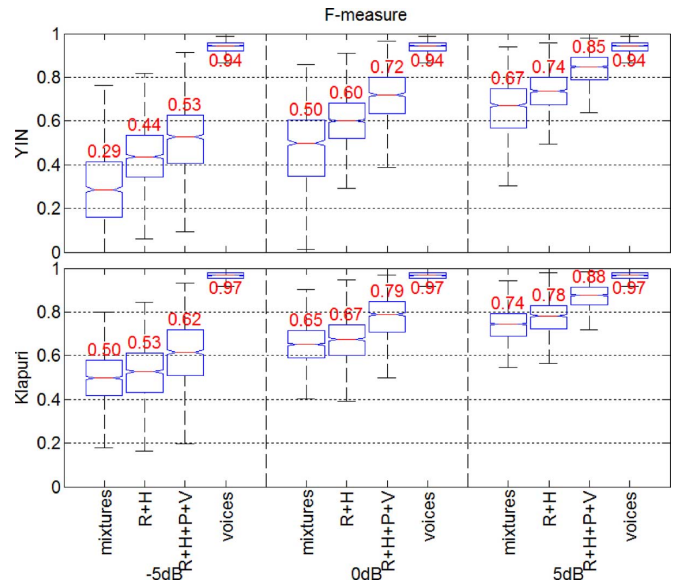 F-measure
YIN
1
0.8
0.6
0.4
0.2
0
0.29
0.44
0.53
0.94
0.50
0.60
0.72
0.94
0.67
0.74
0.85
0.94
Klapuri
1
0.8
0.6
0.4
0.2
0
0.50
0.53
0.62
0.97
0.65
0.67
0.79
0.97
0.74
0.78
0.88
0.97
mixtures
R+H
R+H+P+V
voices
mixtures
R+H
R+H+P+V
voices
mixtures
R+H
R+H+P+V
voices
-5dB
0dB
5dB